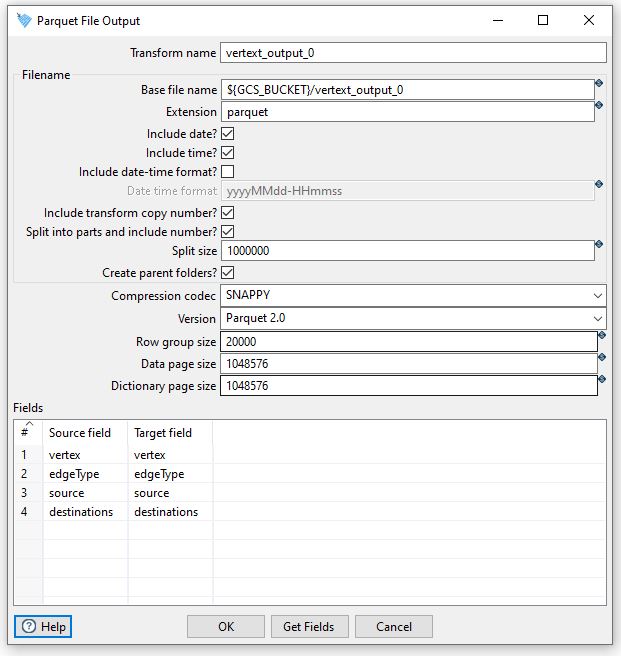 Parquet File Output
Transform name vertext_output_0
Filename
Base file name ${GCS_BUCKET}/vertext_output_0
Extension parquet
Include date?
Include time?
Include date-time format?
Date time format yyyyMMdd-HHmmss
Include transform copy number?
Split into parts and include number?
Split size 1000000
Create parent folders?
Compression codec SNAPPY
Version Parquet 2.0
Row group size 20000
Data page size 1048576
Dictionary page size 1048576
Fields
# Source field Target field
1 vertex vertex
2 edgeType edgeType
3 source source
4 destinations destinations
Help OK Get Fields Cancel